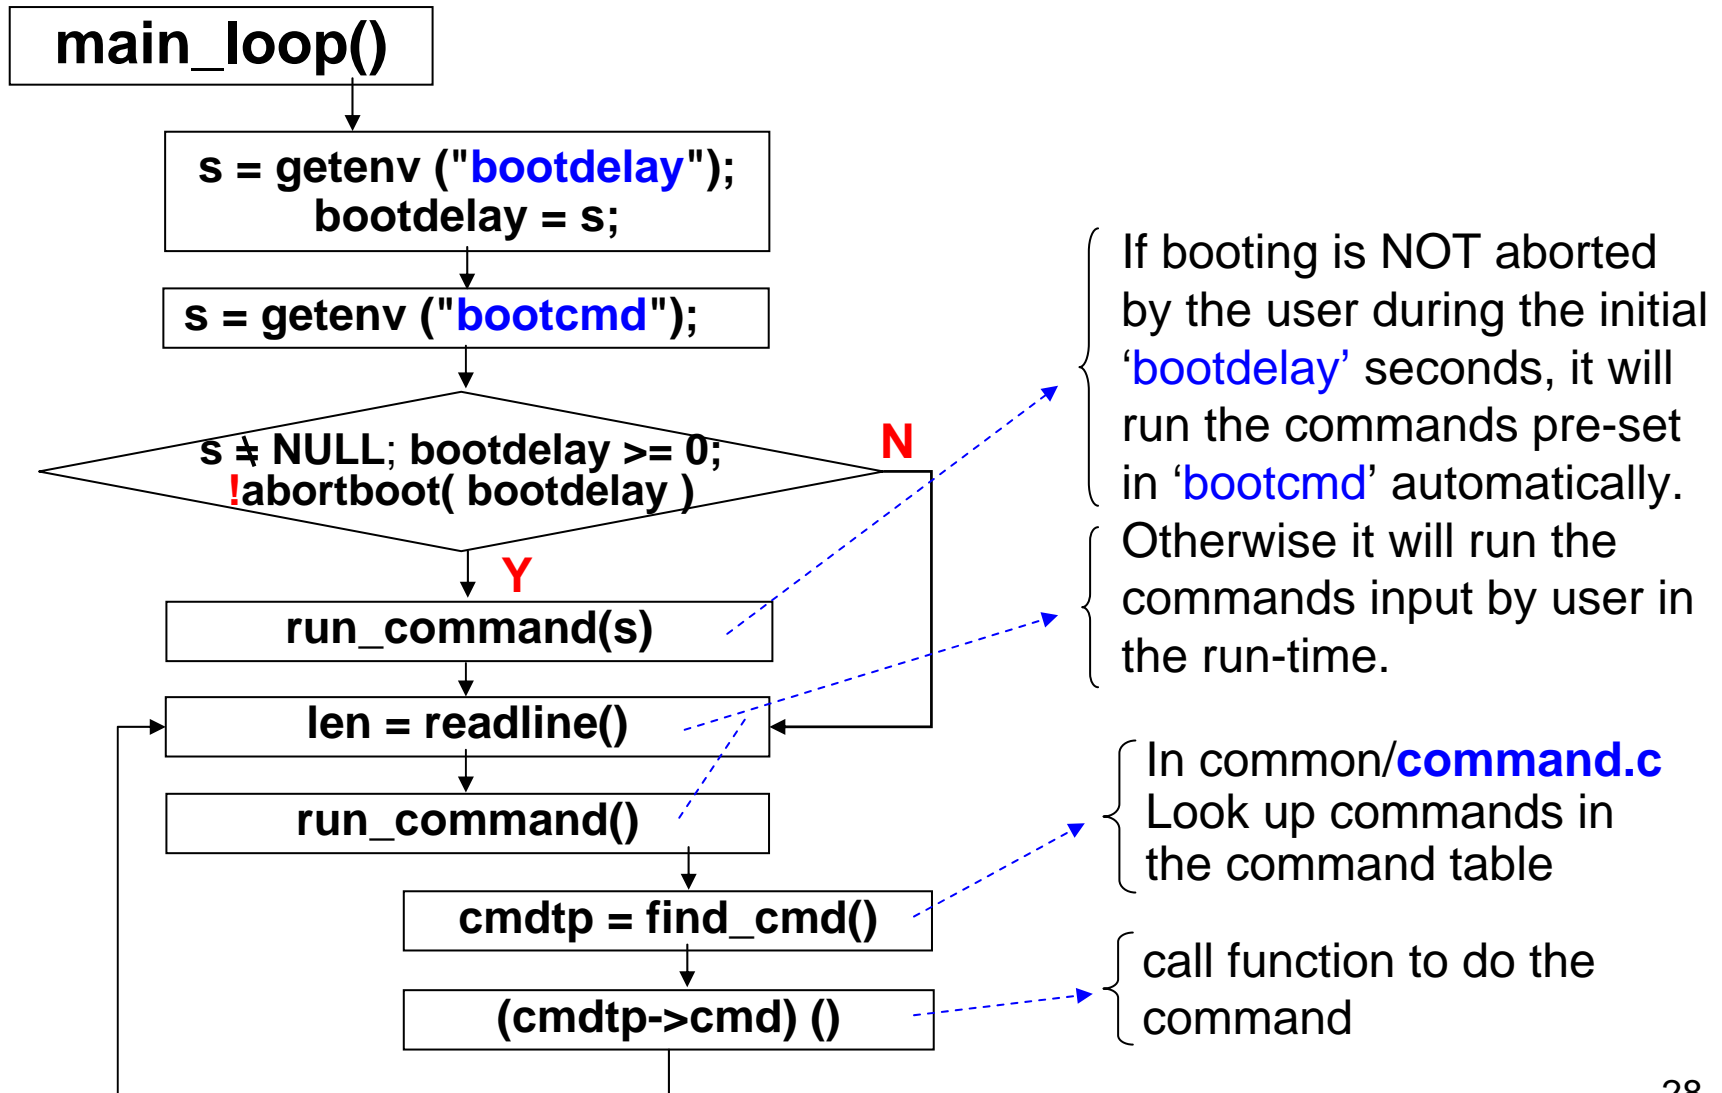 main_loop()
s = getenv ("bootdelay");
bootdelay = s;
s = getenv ("bootcmd");
s ≠ NULL; bootdelay >= 0;
!abortboot( bootdelay )
N
Y
run_command(s)
len = readline()
run_command()
cmdtp = find_cmd()
(cmdtp->cmd) ()
If booting is NOT aborted
by the user during the initial
‘bootdelay’ seconds, it will
run the commands pre-set
in ‘bootcmd’ automatically.
Otherwise it will run the
commands input by user in
the run-time.
In common/command.c
Look up commands in
the command table
call function to do the
command
28